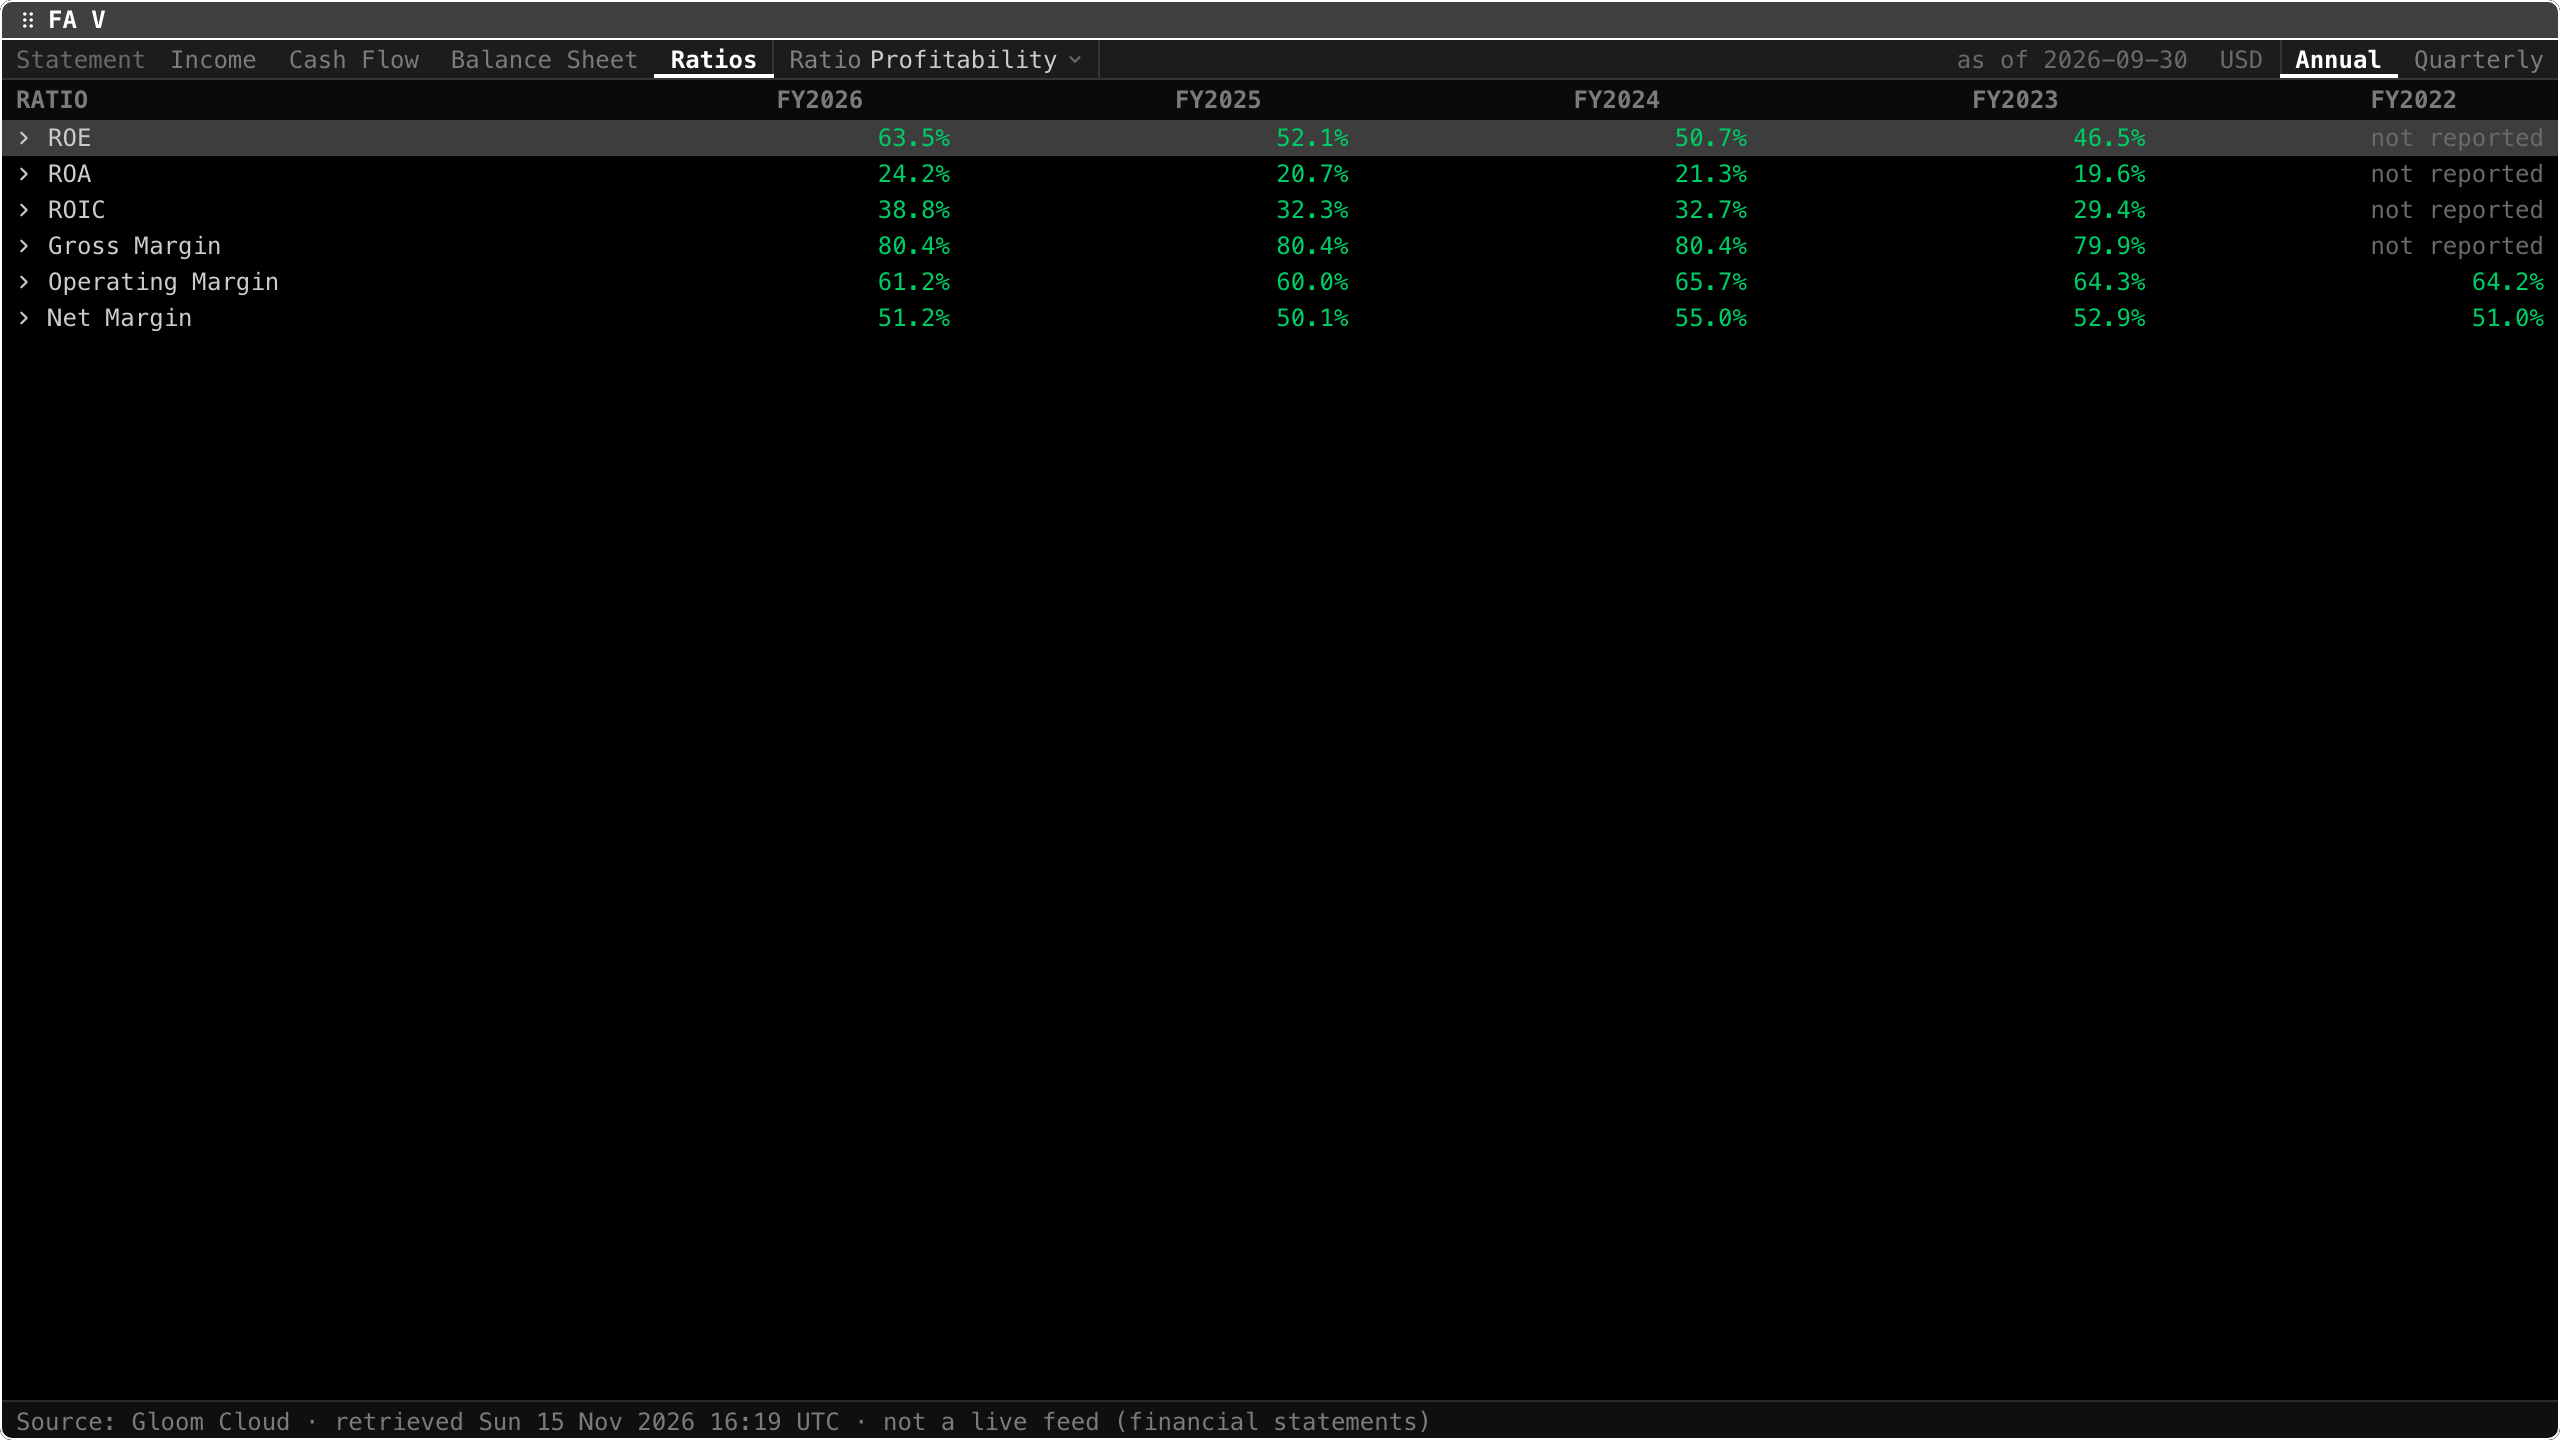 FA V
Statement Income Cash Flow Balance Sheet Ratios Ratio Profitability as of 2026-09-30 USD Annual Quarterly
RATIO FY2026 FY2025 FY2024 FY2023 FY2022
ROE 63.5% 52.1% 50.7% 46.5% not reported
ROA 24.2% 20.7% 21.3% 19.6% not reported
ROIC 38.8% 32.3% 32.7% 29.4% not reported
Gross Margin 80.4% 80.4% 80.4% 79.9% not reported
Operating Margin 61.2% 60.0% 65.7% 64.3% 64.2%
Net Margin 51.2% 50.1% 55.0% 52.9% 51.0%
Source: Gloom Cloud · retrieved Sun 15 Nov 2026 16:19 UTC · not a live feed (financial statements)